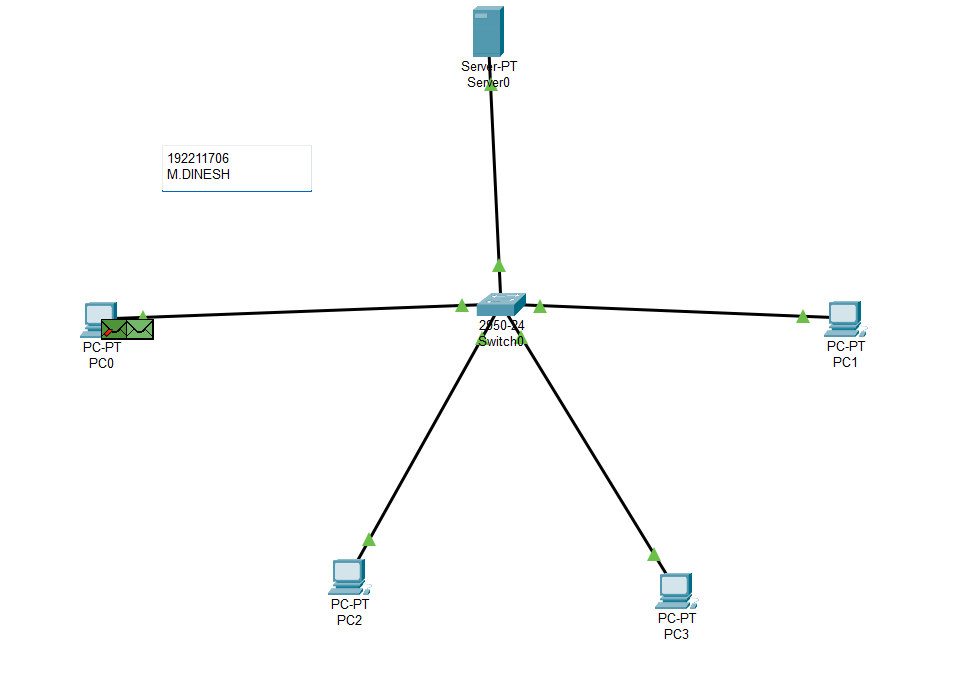 Server-PT
Server0
192211706
M.DINESH
2950-24
Switch0
PC-PT
PC0
PC-PT
PC1
PC-PT
PC2
PC-PT
PC3